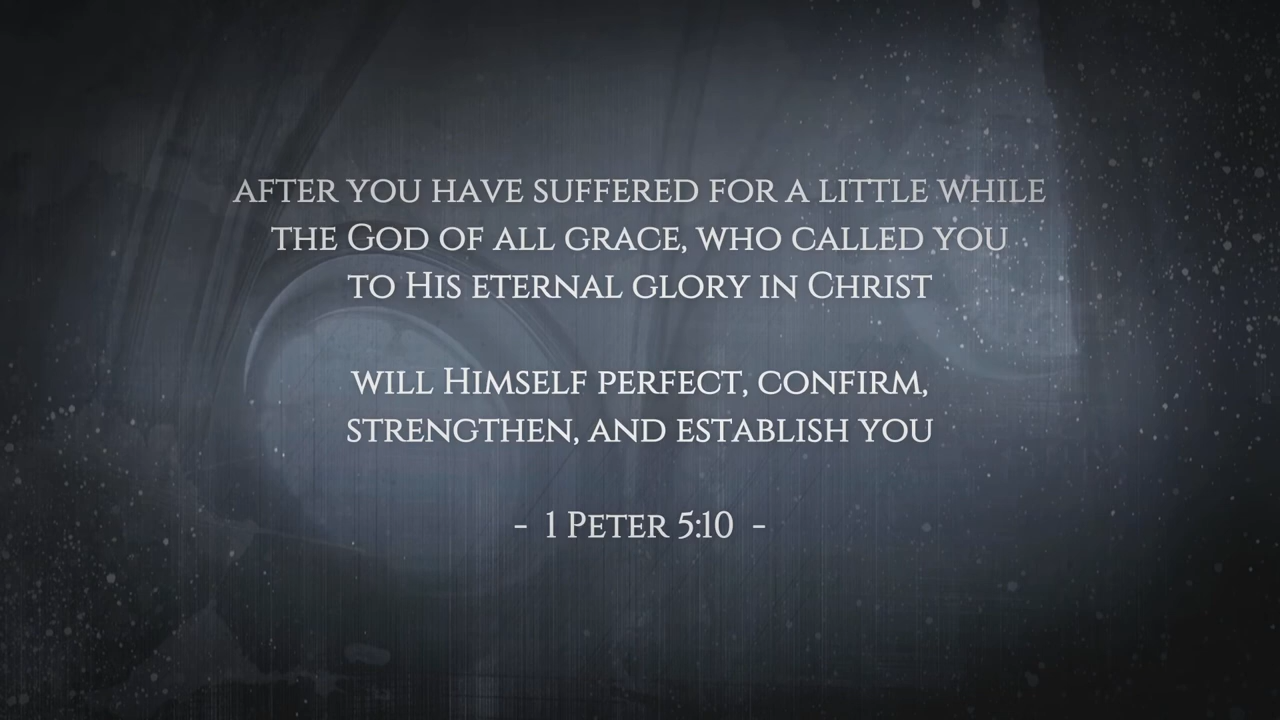 AFTER YOU HAVE SUFFERED FOR A LITTLE WHILE
THE GOD OF ALL GRACE, WHO CALLED YOU
TO HIS ETERNAL GLORY IN CHRIST
WILL HIMSELF PERFECT, CONFIRM,
STRENGTHEN, AND ESTABLISH YOU
- 1 PETER 5:10 -